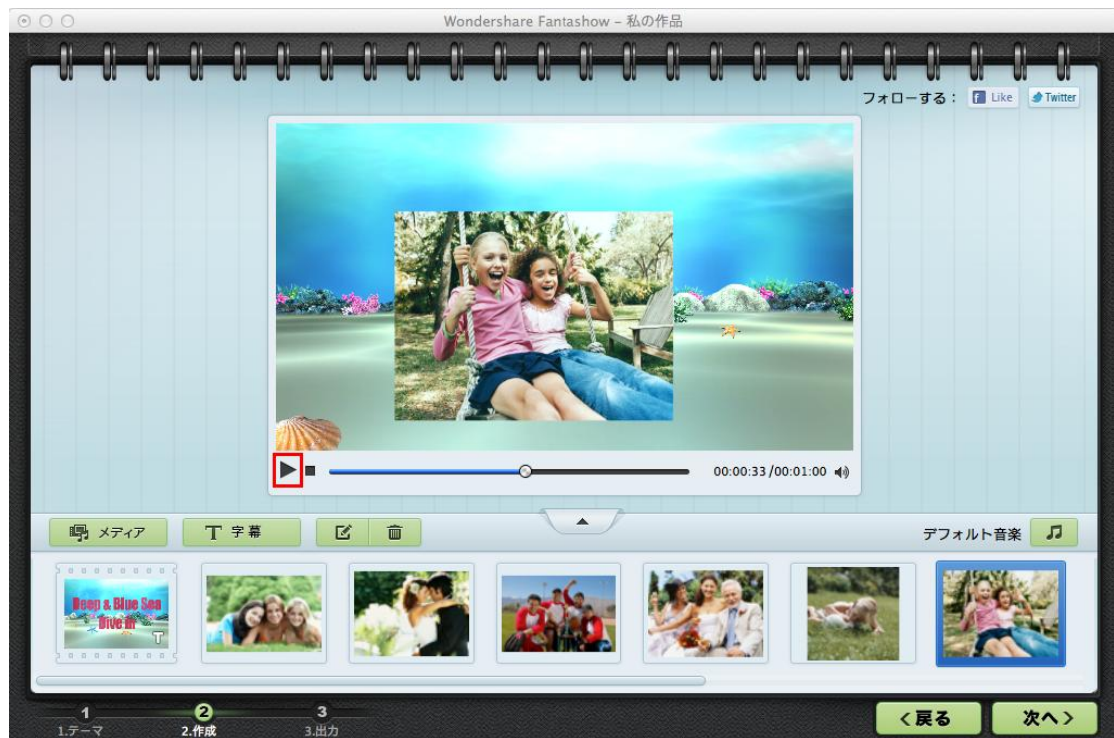 Wondershare Fantashow – 私の作品
フォローする： f Like Twitter
00:00:33/00:01:00
メディア
T 字幕
デフォルト音楽
Deep & Blue Sea
Dive In
T
1 2 3
1.テーマ 2.作成 3.出力
戻る 次へ